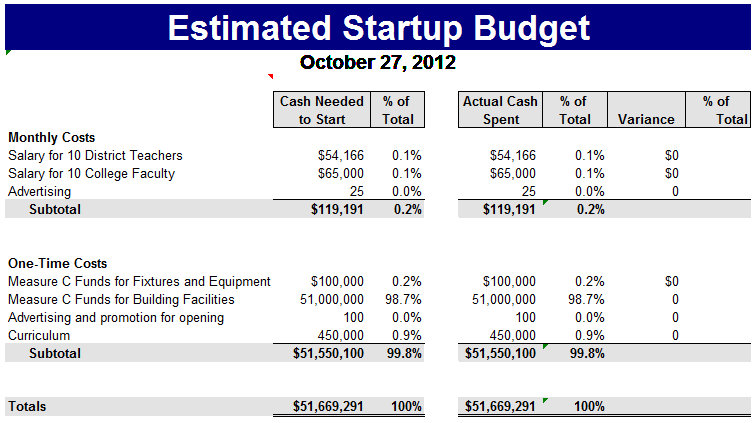 Estimated Startup Budget
October 27, 2012
Cash Needed % of Actual Cash % of % of
to Start Total Spent Total Variance Total
Monthly Costs
Salary for 10 District Teachers $54,166 0.1% $54,166 0.1% $0
Salary for 10 College Faculty $65,000 0.1% $65,000 0.1% $0
Advertising 25 0.0% 25 0.0% 0
Subtotal $119,191 0.2% $119,191 0.2%
One-Time Costs
Measure C Funds for Fixtures and Equipment $100,000 0.2% $100,000 0.2% $0
Measure C Funds for Building Facilities 51,000,000 98.7% 51,000,000 98.7% 0
Advertising and promotion for opening 100 0.0% 100 0.0% 0
Curriculum 450,000 0.9% 450,000 0.9% 0
Subtotal $51,550,100 99.8% $51,550,100 99.8%
Totals $51,669,291 100% $51,669,291 100%